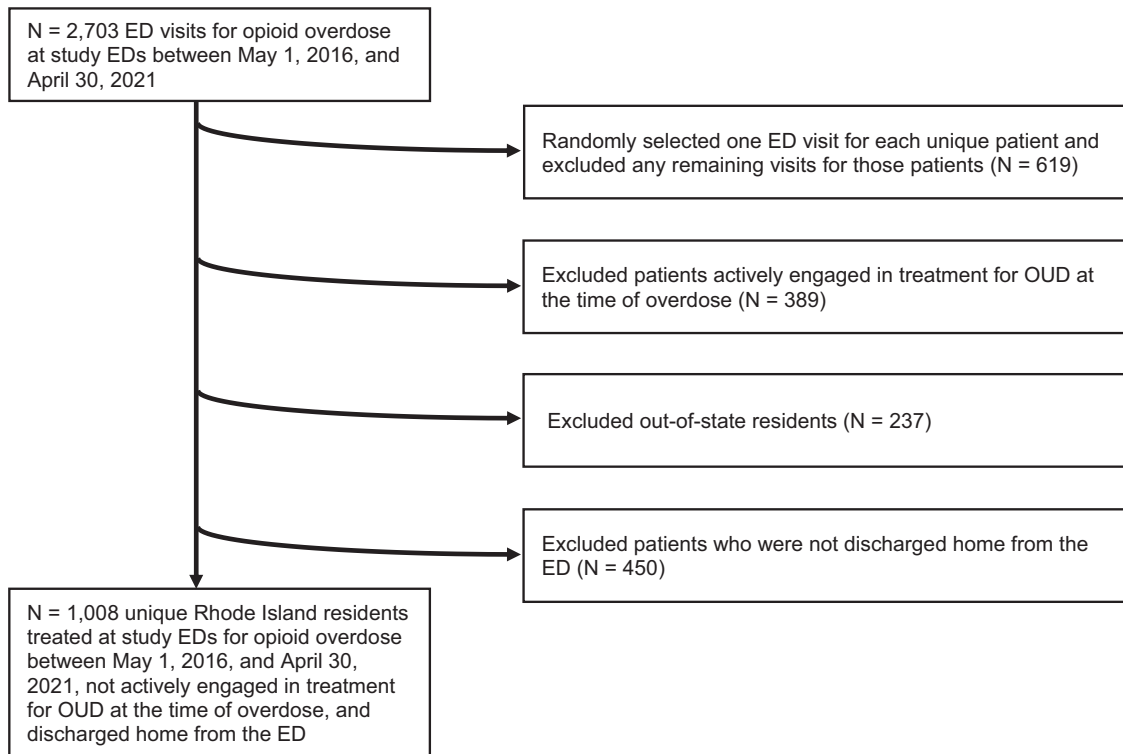 N = 2,703 ED visits for opioid overdose
at study EDs between May 1, 2016, and
April 30, 2021
Randomly selected one ED visit for each unique patient and
excluded any remaining visits for those patients (N = 619)
Excluded patients actively engaged in treatment for OUD at
the time of overdose (N = 389)
Excluded out-of-state residents (N = 237)
Excluded patients who were not discharged home from the
ED (N = 450)
N = 1,008 unique Rhode Island residents
treated at study EDs for opioid overdose
between May 1, 2016, and April 30,
2021, not actively engaged in treatment
for OUD at the time of overdose, and
discharged home from the ED